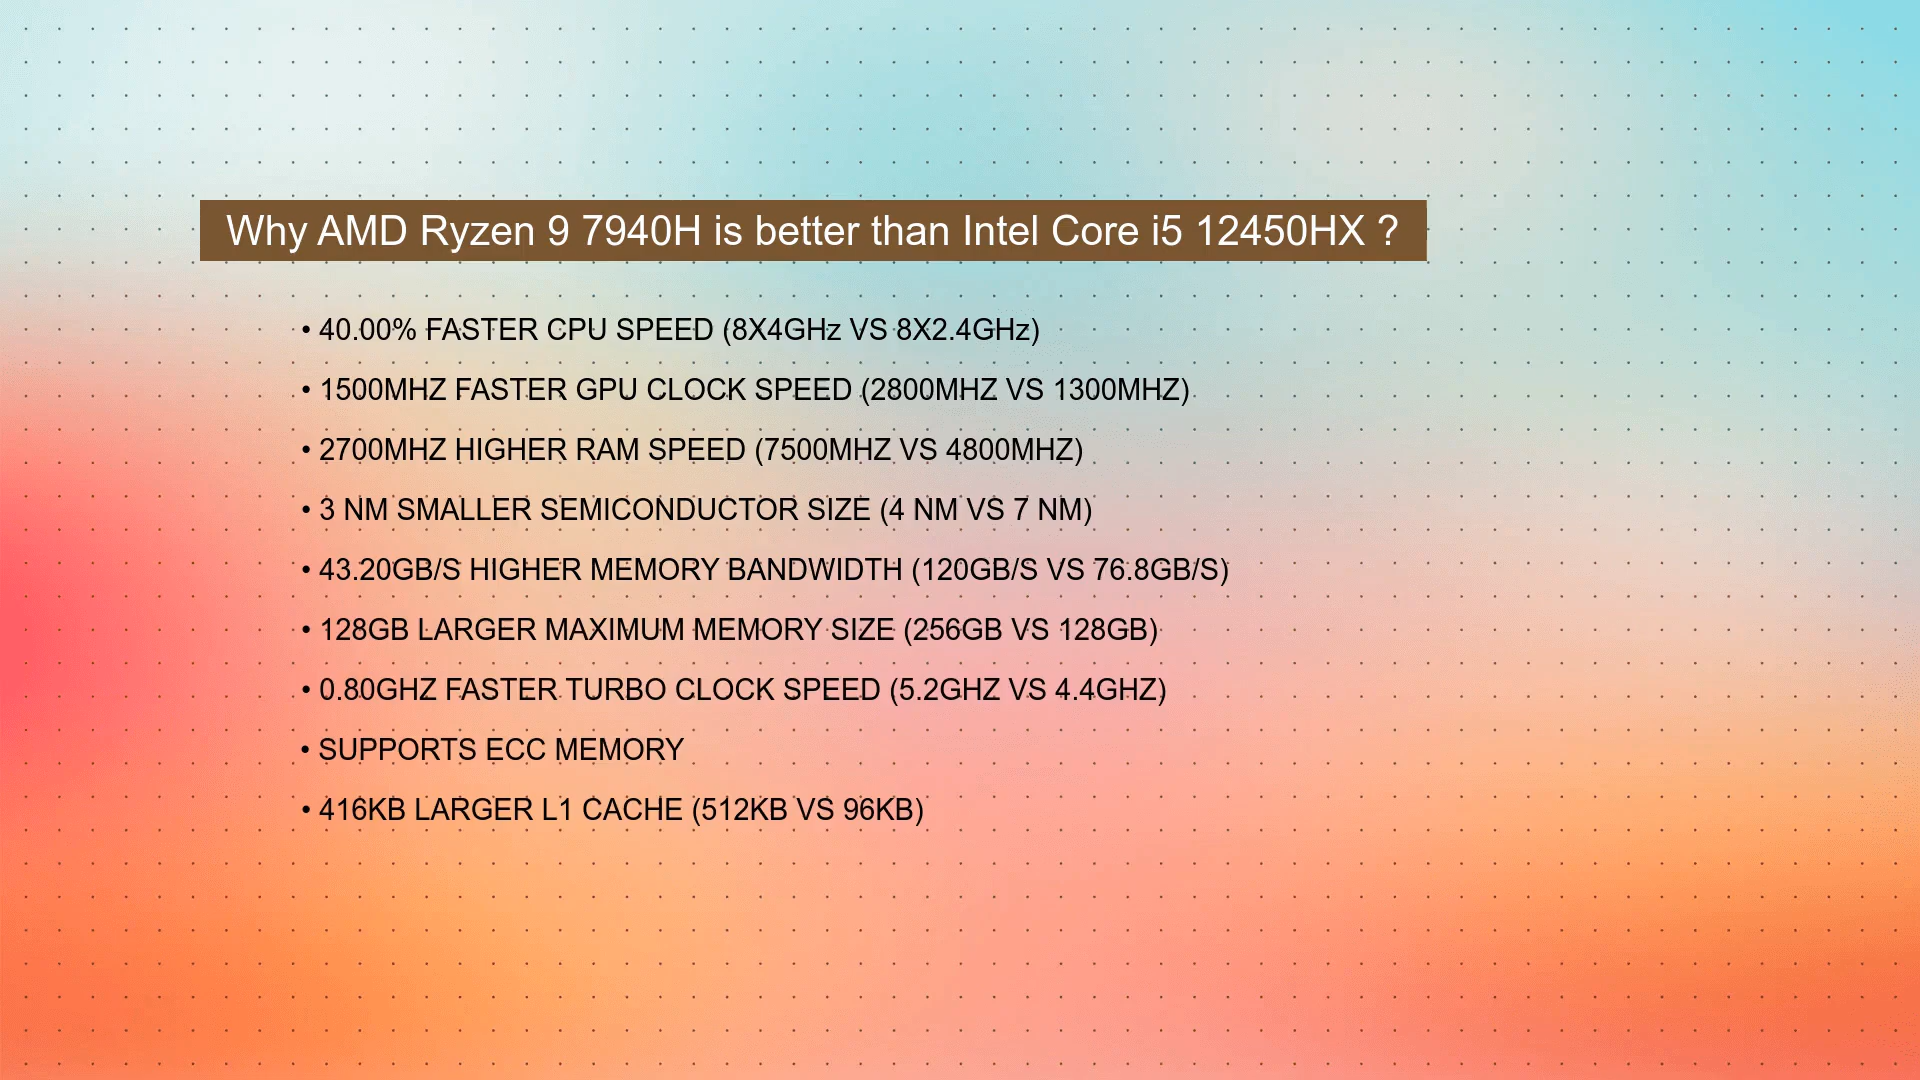 Why AMD Ryzen 9 7940H is better than Intel Core i5 12450HX ?
• 40.00% FASTER CPU SPEED (8X4GHz VS 8X2.4GHz)
• 1500MHZ FASTER GPU CLOCK SPEED (2800MHZ VS 1300MHZ)
• 2700MHZ HIGHER RAM SPEED (7500MHZ VS 4800MHZ)
• 3 NM SMALLER SEMICONDUCTOR SIZE (4 NM VS 7 NM)
• 43.20GB/S HIGHER MEMORY BANDWIDTH (120GB/S VS 76.8GB/S)
• 128GB LARGER MAXIMUM MEMORY SIZE (256GB VS 128GB)
• 0.80GHZ FASTER TURBO CLOCK SPEED (5.2GHZ VS 4.4GHZ)
• SUPPORTS ECC MEMORY
• 416KB LARGER L1 CACHE (512KB VS 96KB)